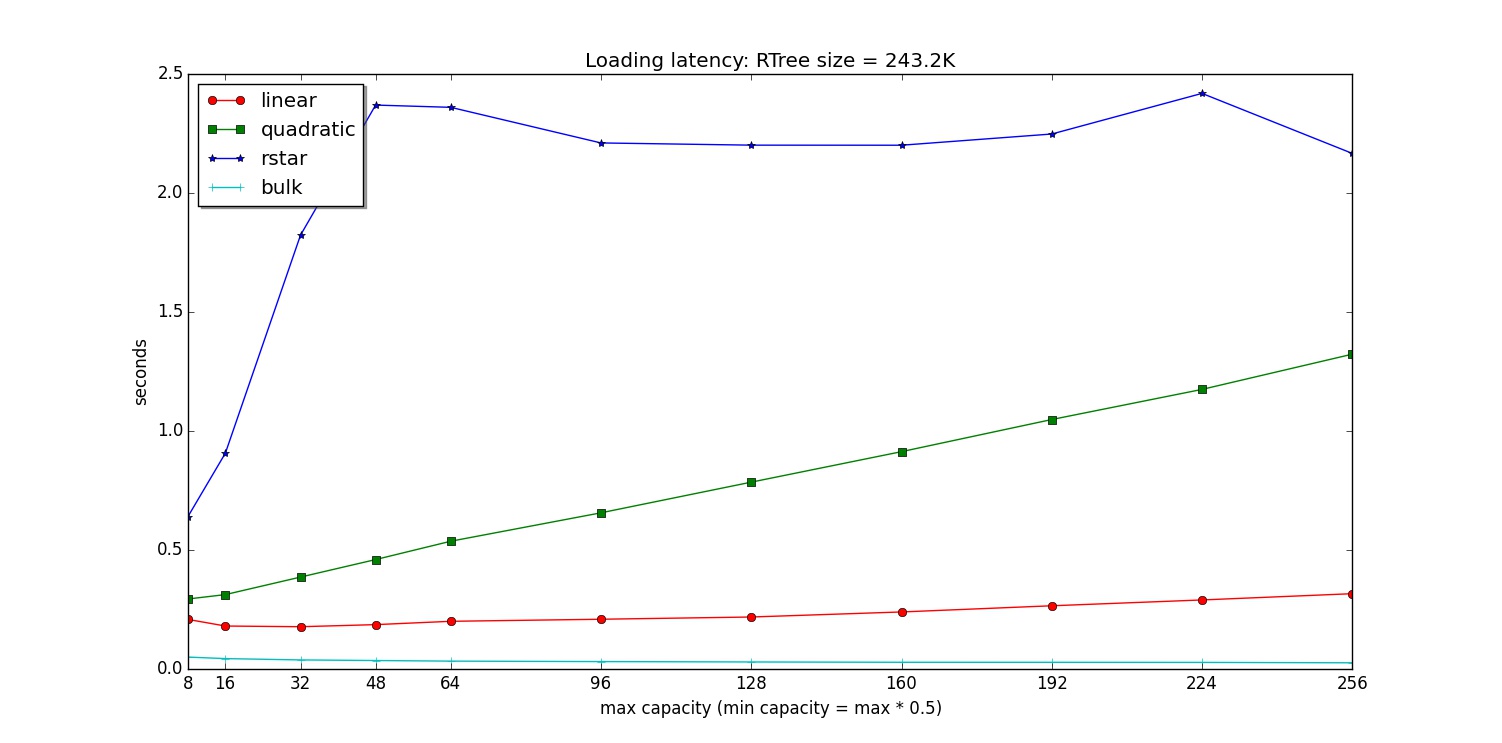 Loading latency: RTree size = 243.2K
2.5
2.0
1.5
1.0
0.5
0.0
seconds
linear
quadratic
rstar
bulk
8 16 32 48 64 96 128 160 192 224 256
max capacity (min capacity = max * 0.5)